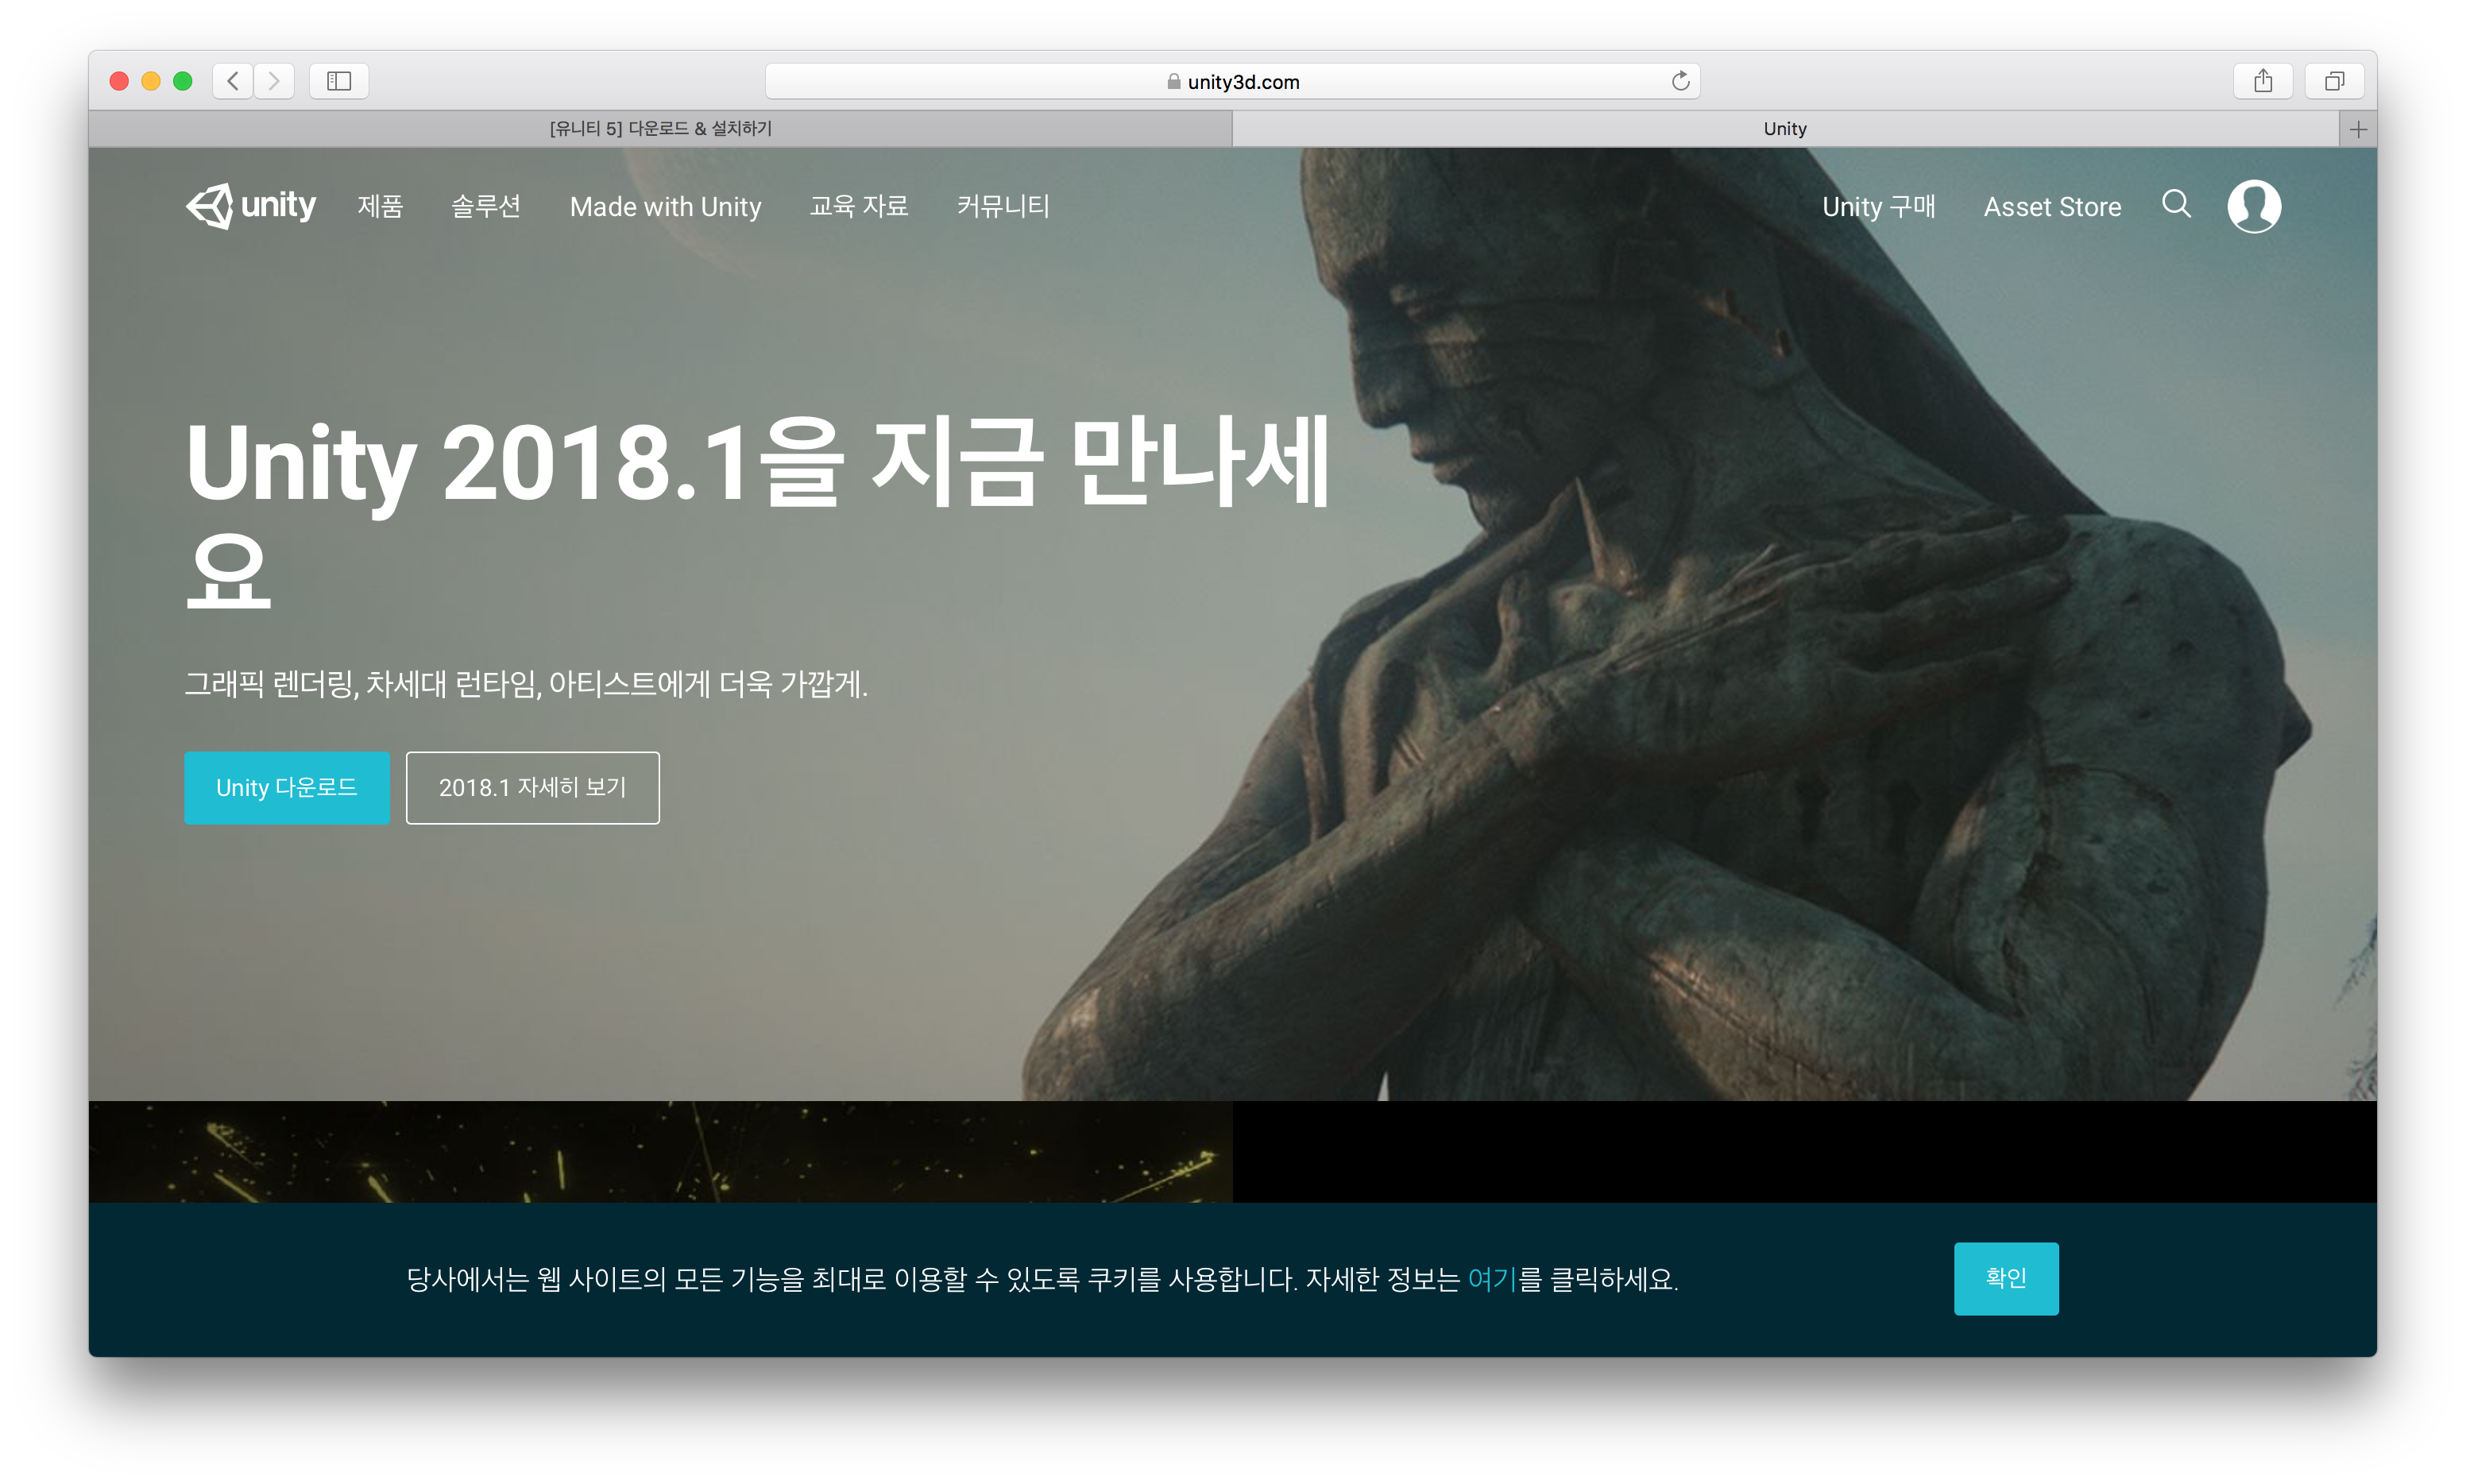 unity3d.com
[유니티 5] 다운로드 & 설치하기
Unity
unity 제품 솔루션 Made with Unity 교육 자료 커뮤니티 Unity 구매 Asset Store
Unity 2018.1을 지금 만나세
요
그래픽 렌더링, 차세대 런타임, 아티스트에게 더욱 가깝게.
Unity 다운로드 2018.1 자세히 보기
당사에서는 웹 사이트의 모든 기능을 최대로 이용할 수 있도록 쿠키를 사용합니다. 자세한 정보는 여기를 클릭하세요. 확인